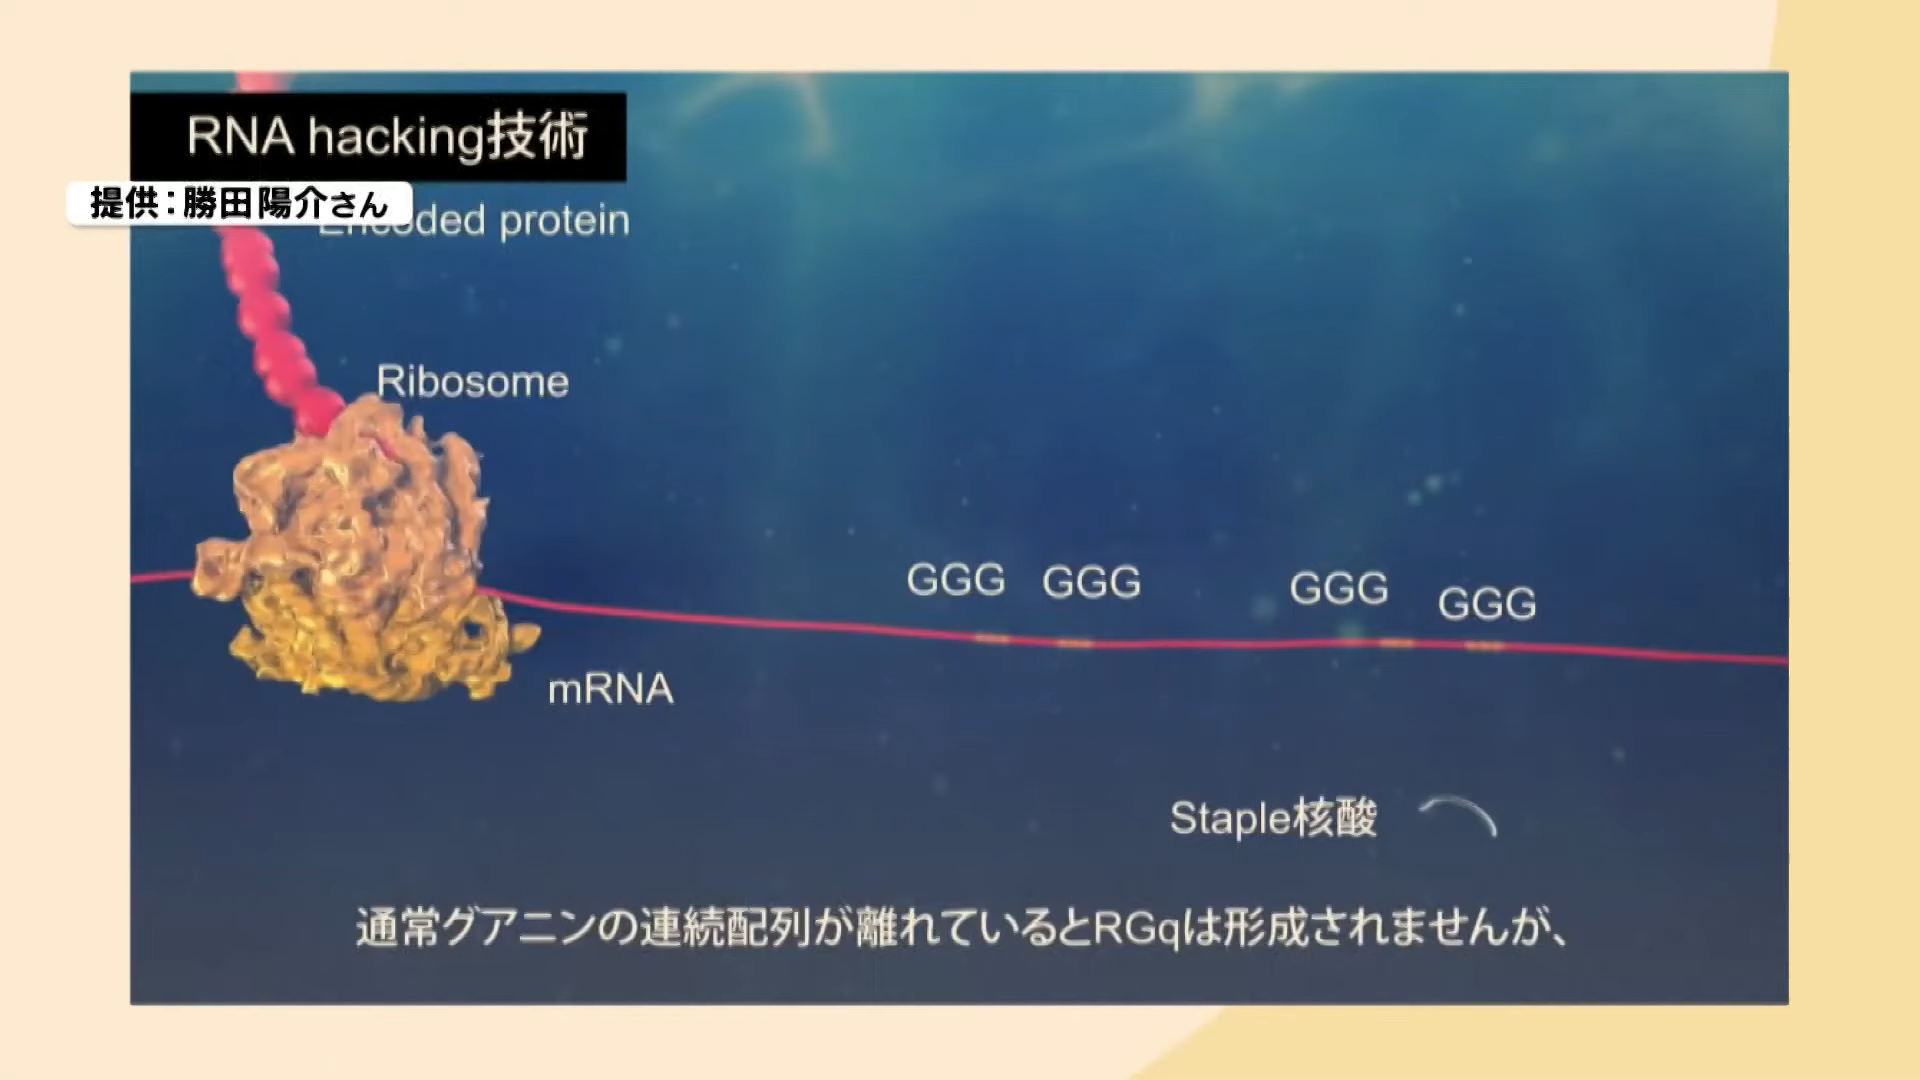 RNA hacking技術
提供：勝田陽介さん
Encoded protein
Ribosome
GGG GGG GGG GGG
mRNA
Staple核酸
通常グアニンの連続配列が離れているとRGqは形成されませんが、